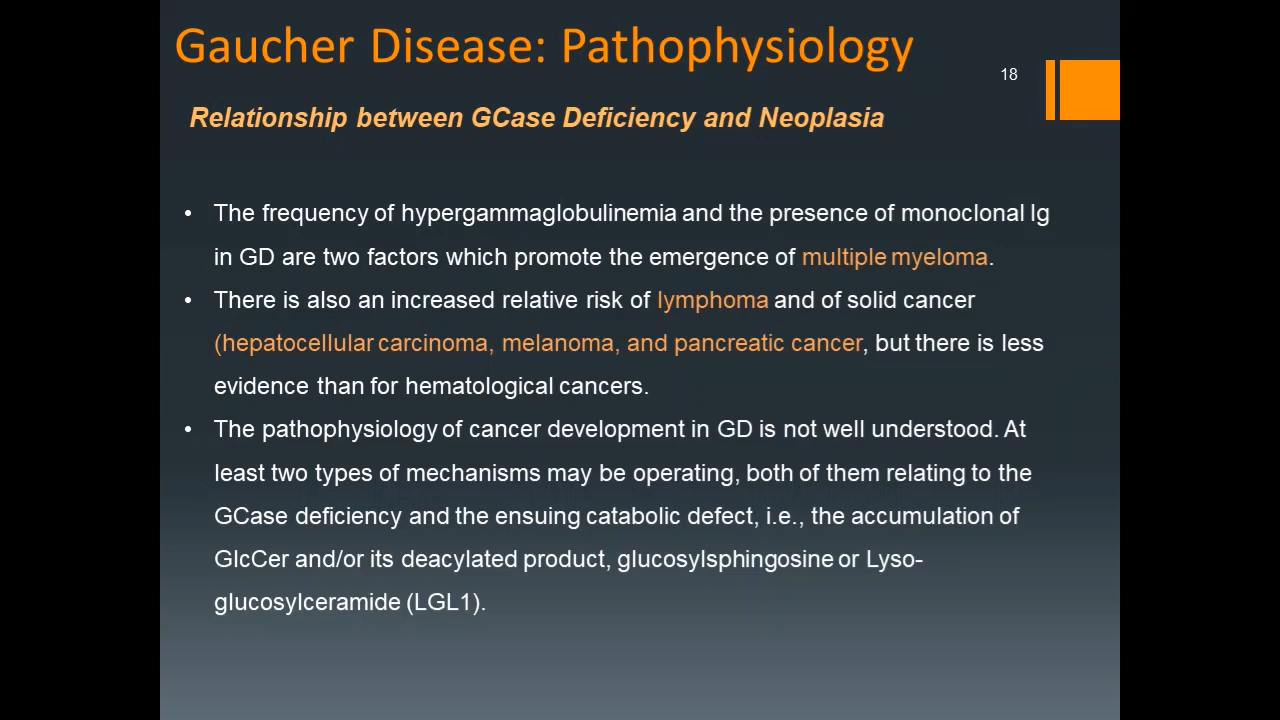 Gaucher Disease: Pathophysiology
18
Relationship between GCase Deficiency and Neoplasia
• The frequency of hypergammaglobulinemia and the presence of monoclonal Ig
in GD are two factors which promote the emergence of multiple myeloma.
• There is also an increased relative risk of lymphoma and of solid cancer
(hepatocellular carcinoma, melanoma, and pancreatic cancer, but there is less
evidence than for hematological cancers.
• The pathophysiology of cancer development in GD is not well understood. At
least two types of mechanisms may be operating, both of them relating to the
GCase deficiency and the ensuing catabolic defect, i.e., the accumulation of
GlcCer and/or its deacylated product, glucosylsphingosine or Lyso-
glucosylceramide (LGL1).